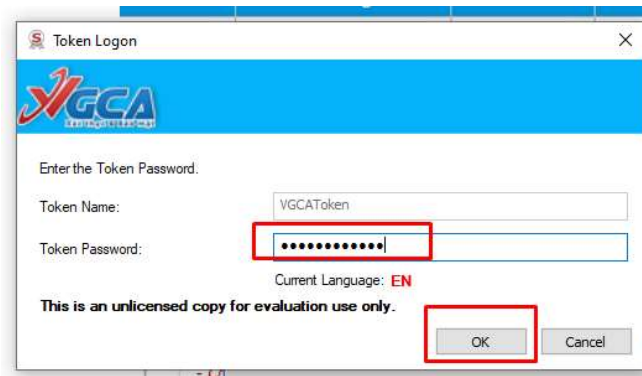 Token Logon
VGCA
Enter the Token Password.
Token Name:
VGCAToken
Token Password:
••••••••••••
Current Language: EN
This is an unlicensed copy for evaluation use only.
OK
Cancel